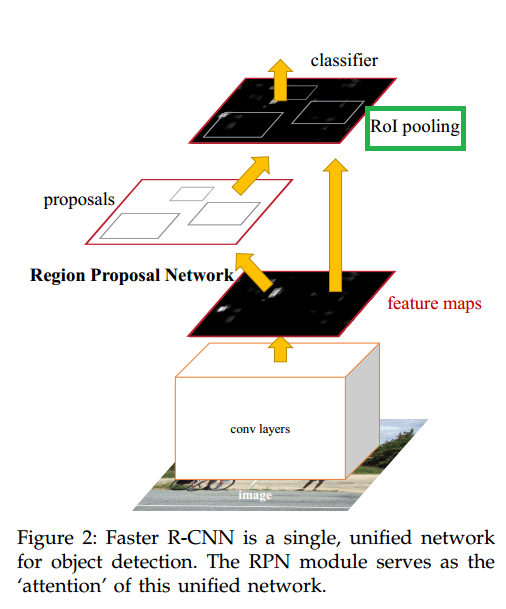 classifier
RoI pooling
proposals
Region Proposal Network
feature maps
conv layers
image
Figure 2: Faster R-CNN is a single, unified network
for object detection. The RPN module serves as the
‘attention’ of this unified network.